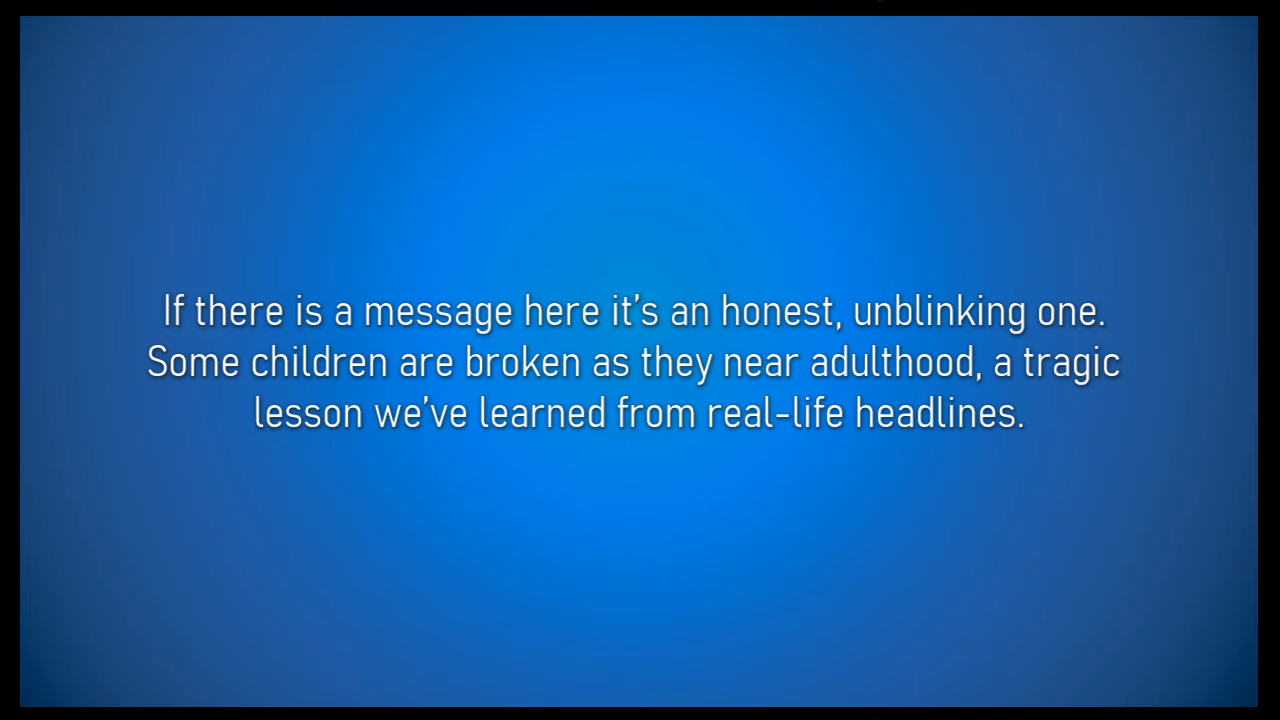 If there is a message here it’s an honest, unblinking one.
Some children are broken as they near adulthood, a tragic
lesson we’ve learned from real-life headlines.